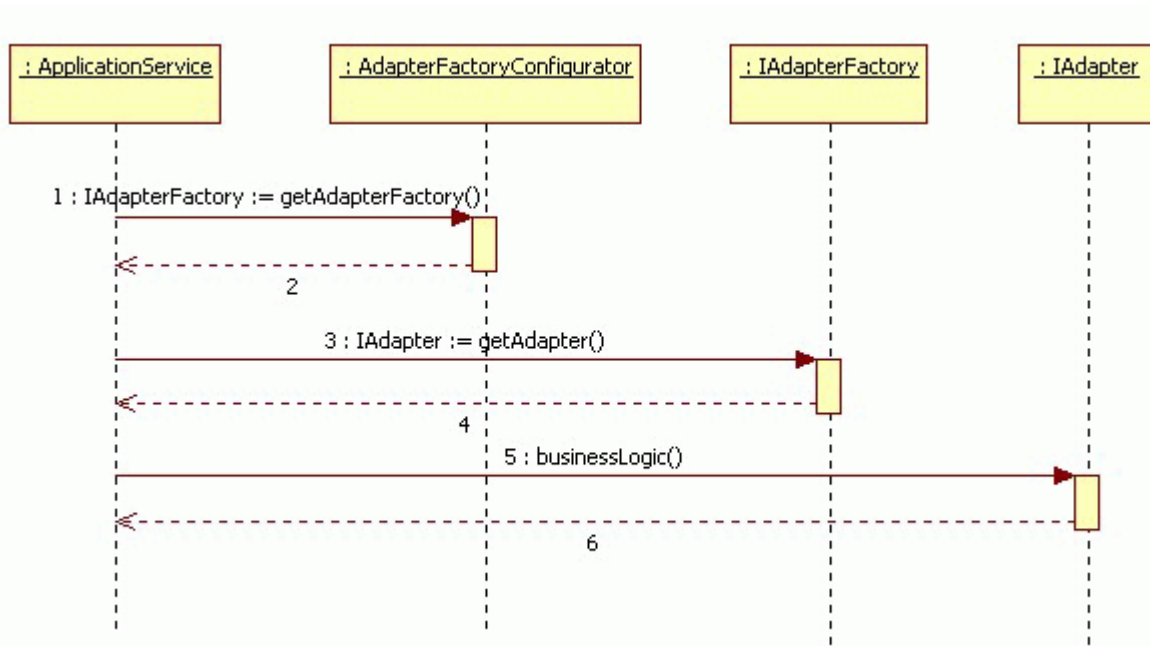 : ApplicationService
: AdapterFactoryConfigurator
: IAdapterFactory
: IAdapter
1 : IAdapterFactory := getAdapterFactory()
2
3 : IAdapter := getAdapter()
4
5 : businessLogic()
6